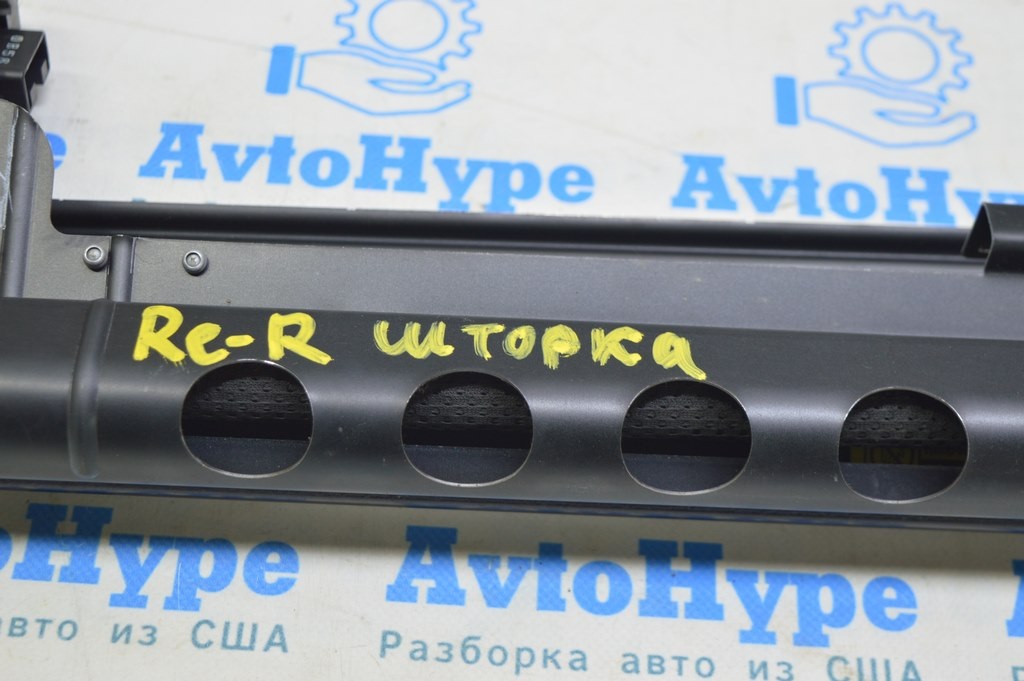 AvtoHype AvtoHype
Re-R шторка
AvtoHype AvtoHype
авто из США Разборка авто из США